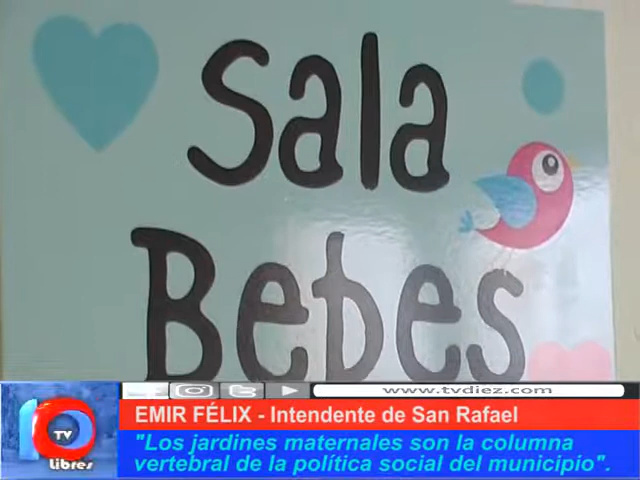 Sala
Bebes
www.tvdiez.com
EMIR FÉLIX - Intendente de San Rafael
"Los jardines maternales son la columna
vertebral de la política social del municipio".
10
TV
libres